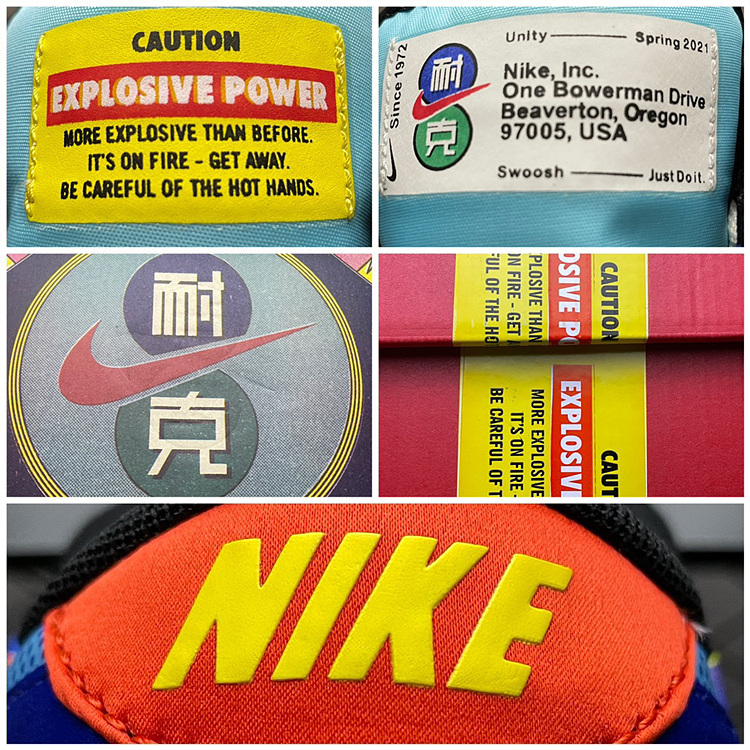 CAUTION
EXPLOSIVE POWER
MORE EXPLOSIVE THAN BEFORE.
IT'S ON FIRE - GET AWAY.
BE CAREFUL OF THE HOT HANDS.
Unity Spring 2021
Since 1972
耐
克
Nike, Inc.
One Bowerman Drive
Beaverton, Oregon
97005, USA
Swoosh Just Do it.
耐
克
CAUTION
OSIVE PO
PLOSIVE THAN
ON FIRE - GET A
FUL OF THE HO
CAUT
EXPLOSIV
MORE EXPLOSIV
IT'S ON FIRE -
BE CAREFUL OF T
NIKE